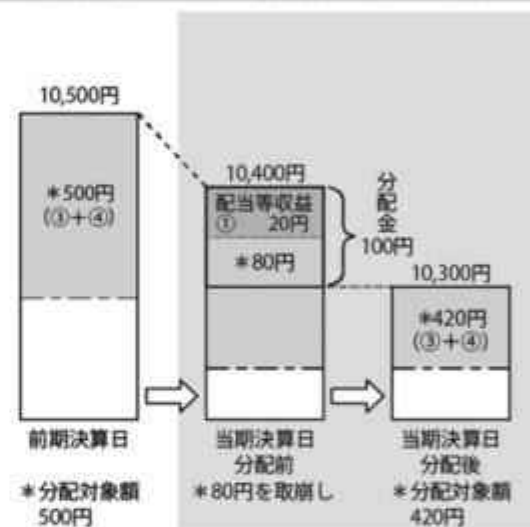 10,500円
*500円
(③+④)
10,400円
配当等収益
① 20円
*80円
分配金
100円
10,300円
*420円
(③+④)
前期決算日
*分配対象額
500円
当期決算日
分配前
*80円を取崩し
当期決算日
分配後
*分配対象額
420円